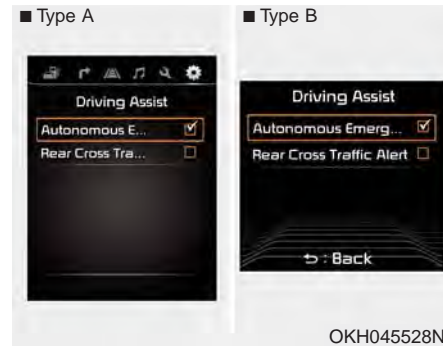 ■ Type A
■ Type B
Driving Assist
Autonomous E...
Rear Cross Tra...
Driving Assist
Autonomous Emerg...
Rear Cross Traffic Alert
: Back
OKH045528N